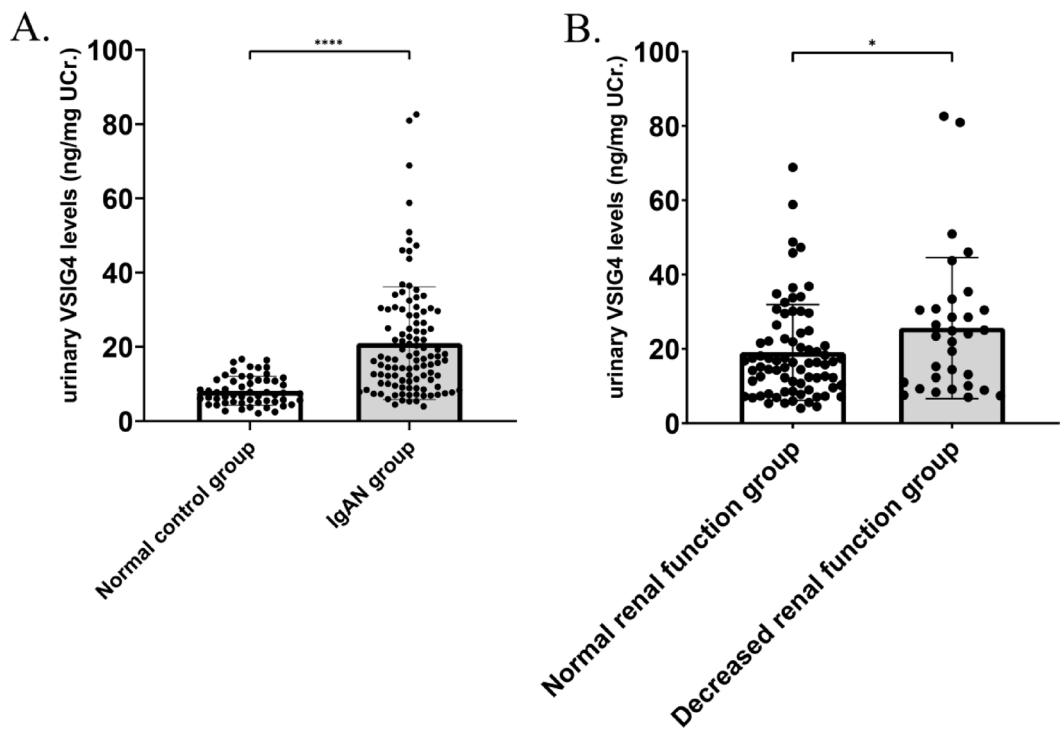 A.
urinary VSIG4 levels (ng/mg UCr.)
100
80
60
40
20
0
****
Normal control group
IgAN group
B.
urinary VSIG4 levels (ng/mg UCr.)
100
80
60
40
20
0
*
Normal renal function group
Decreased renal function group